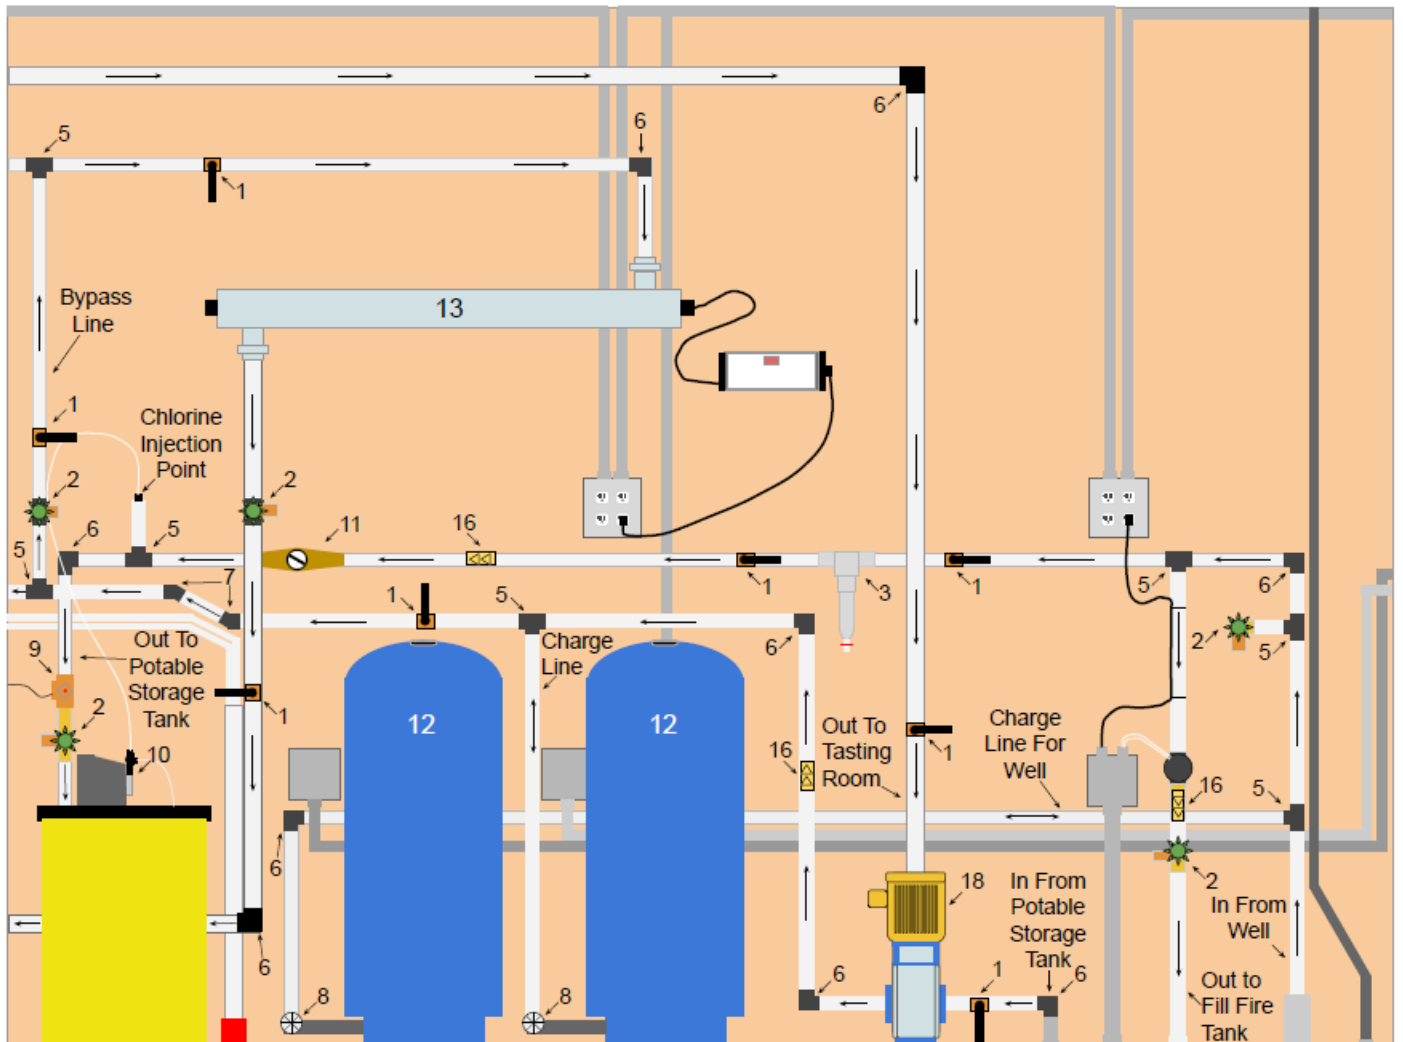 6
5
6
1
13
Bypass
Line
1
Chlorine
Injection
Point
2
2
6
5
11
16
5
7
1
5
1
3
1
5
6
2
5
6
9
Out To
Potable
Storage
Tank
Charge
Line
2
1
12
12
10
16
Out To
Tasting
Room
1
Charge
Line For
Well
16
5
6
18
2
In From
Potable
Storage
Tank
In From
Well
6
8
8
6
1
6
Out to
Fill Fire
Tank